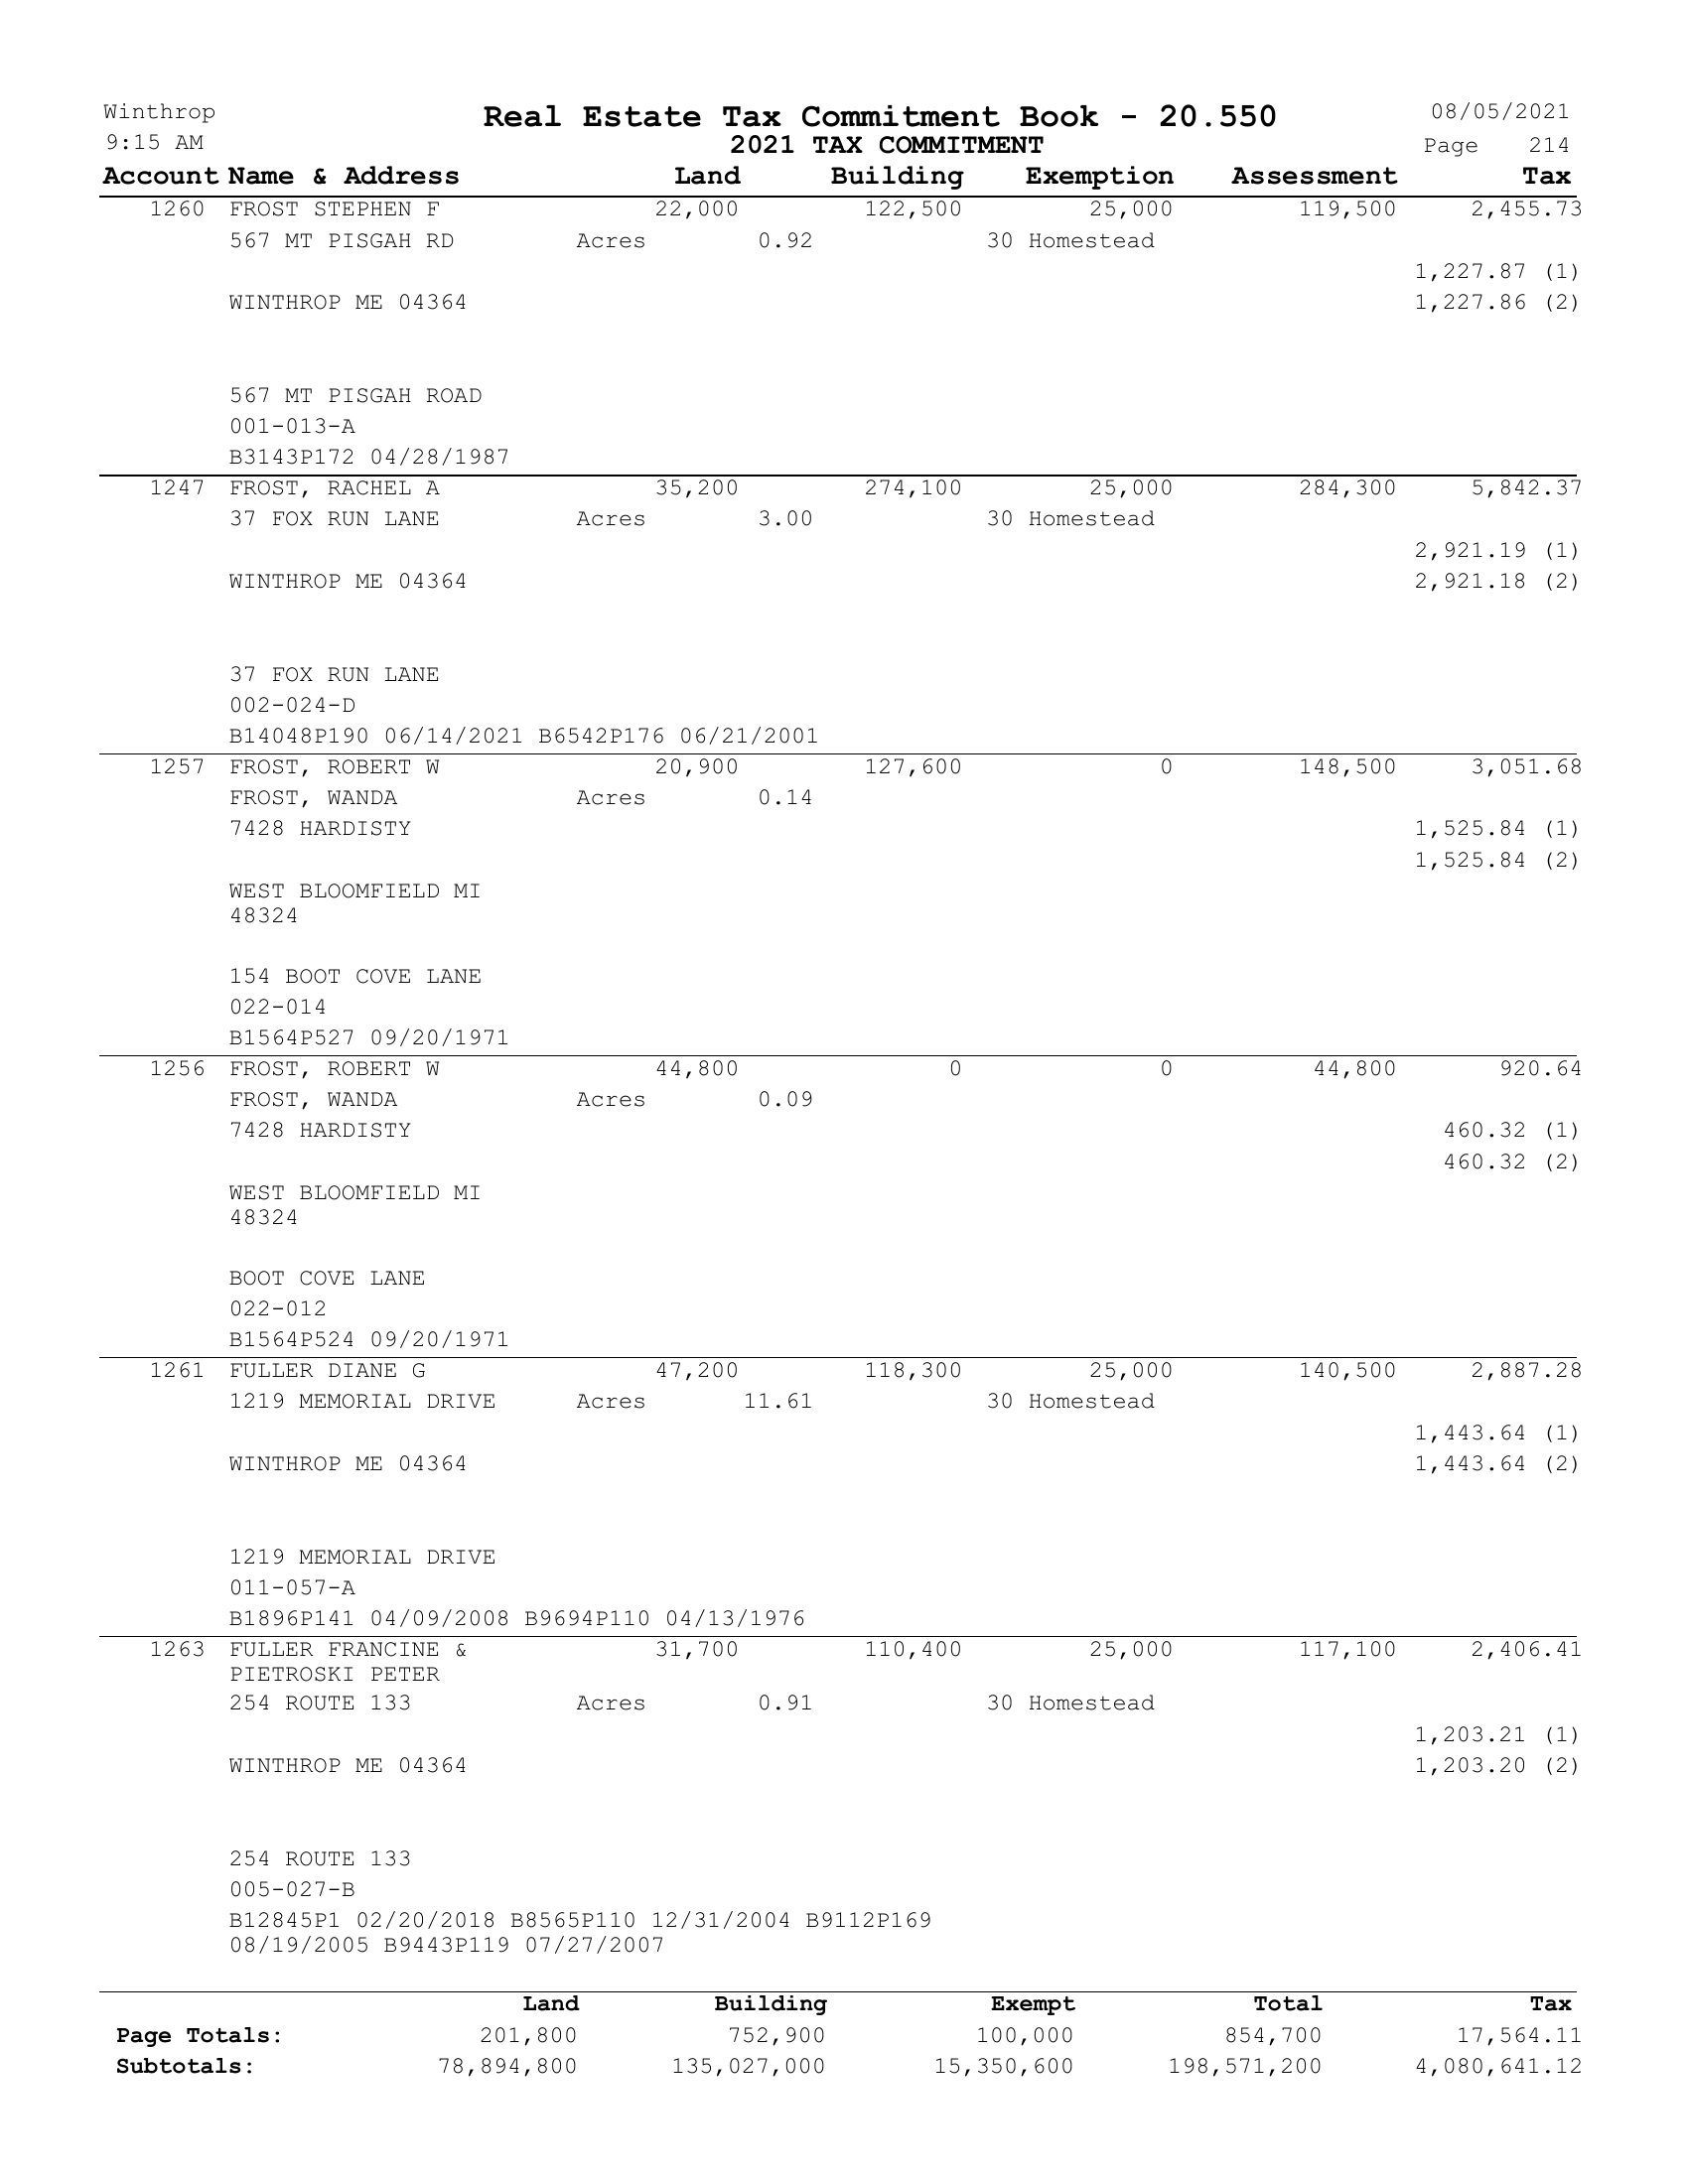 Winthrop Real Estate Tax Commitment Book - 20.550 08/05/2021
9:15 AM 2021 TAX COMMITMENT Page 214
Account Name & Address Land Building Exemption Assessment Tax
1260 FROST STEPHEN F 22,000 122,500 25,000 119,500 2,455.73
567 MT PISGAH RD Acres 0.92 30 Homestead
1,227.87 (1)
WINTHROP ME 04364 1,227.86 (2)
567 MT PISGAH ROAD
001-013-A
B3143P172 04/28/1987
1247 FROST, RACHEL A 35,200 274,100 25,000 284,300 5,842.37
37 FOX RUN LANE Acres 3.00 30 Homestead
2,921.19 (1)
WINTHROP ME 04364 2,921.18 (2)
37 FOX RUN LANE
002-024-D
B14048P190 06/14/2021 B6542P176 06/21/2001
1257 FROST, ROBERT W 20,900 127,600 0 148,500 3,051.68
FROST, WANDA Acres 0.14
7428 HARDISTY 1,525.84 (1)
1,525.84 (2)
WEST BLOOMFIELD MI
48324
154 BOOT COVE LANE
022-014
B1564P527 09/20/1971
1256 FROST, ROBERT W 44,800 0 0 44,800 920.64
FROST, WANDA Acres 0.09
7428 HARDISTY 460.32 (1)
460.32 (2)
WEST BLOOMFIELD MI
48324
BOOT COVE LANE
022-012
B1564P524 09/20/1971
1261 FULLER DIANE G 47,200 118,300 25,000 140,500 2,887.28
1219 MEMORIAL DRIVE Acres 11.61 30 Homestead
1,443.64 (1)
WINTHROP ME 04364 1,443.64 (2)
1219 MEMORIAL DRIVE
011-057-A
B1896P141 04/09/2008 B9694P110 04/13/1976
1263 FULLER FRANCINE & 31,700 110,400 25,000 117,100 2,406.41
PIETROSKI PETER
254 ROUTE 133 Acres 0.91 30 Homestead
1,203.21 (1)
WINTHROP ME 04364 1,203.20 (2)
254 ROUTE 133
005-027-B
B12845P1 02/20/2018 B8565P110 12/31/2004 B9112P169
08/19/2005 B9443P119 07/27/2007
Land Building Exempt Total Tax
Page Totals: 201,800 752,900 100,000 854,700 17,564.11
Subtotals: 78,894,800 135,027,000 15,350,600 198,571,200 4,080,641.12